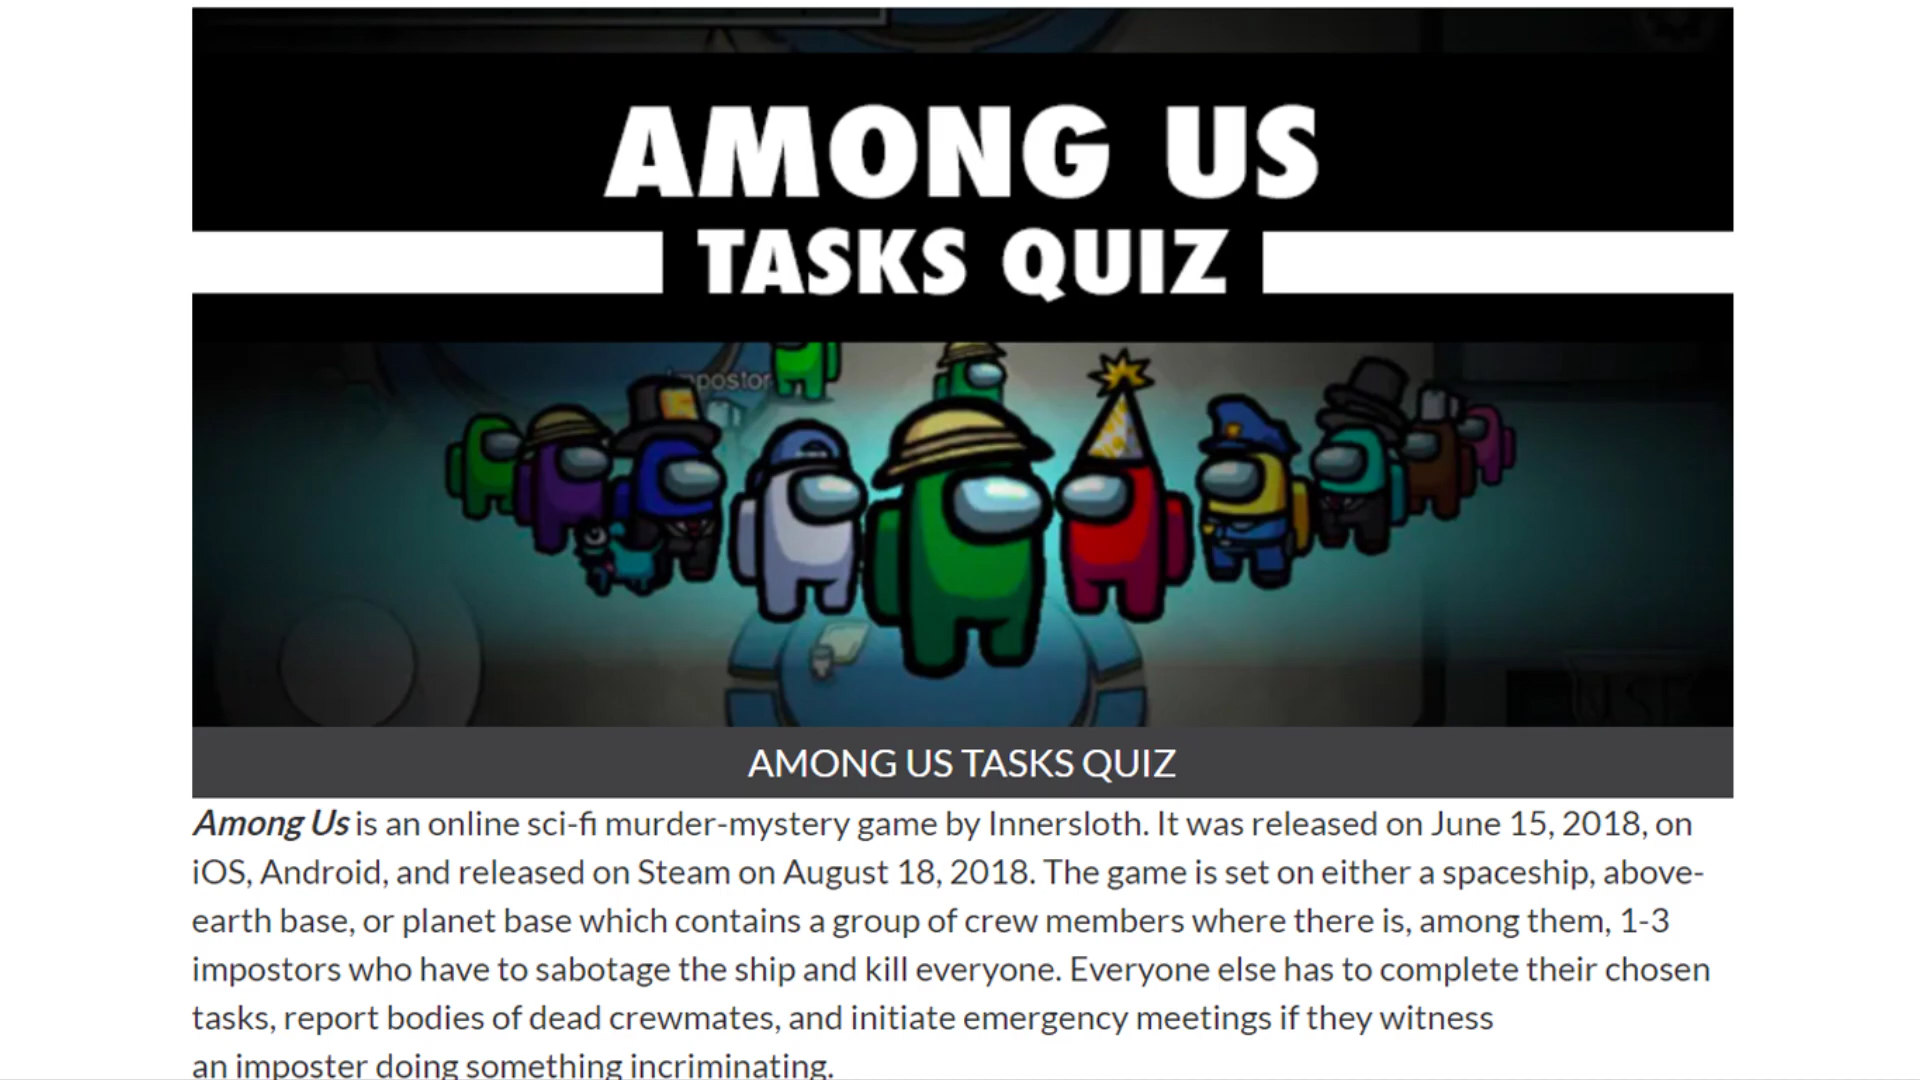 AMONG US
TASKS QUIZ
Impostor
USE
AMONG US TASKS QUIZ
Among Us is an online sci-fi murder-mystery game by Innersloth. It was released on June 15, 2018, on
iOS, Android, and released on Steam on August 18, 2018. The game is set on either a spaceship, above-
earth base, or planet base which contains a group of crew members where there is, among them, 1-3
impostors who have to sabotage the ship and kill everyone. Everyone else has to complete their chosen
tasks, report bodies of dead crewmates, and initiate emergency meetings if they witness
an imposter doing something incriminating.